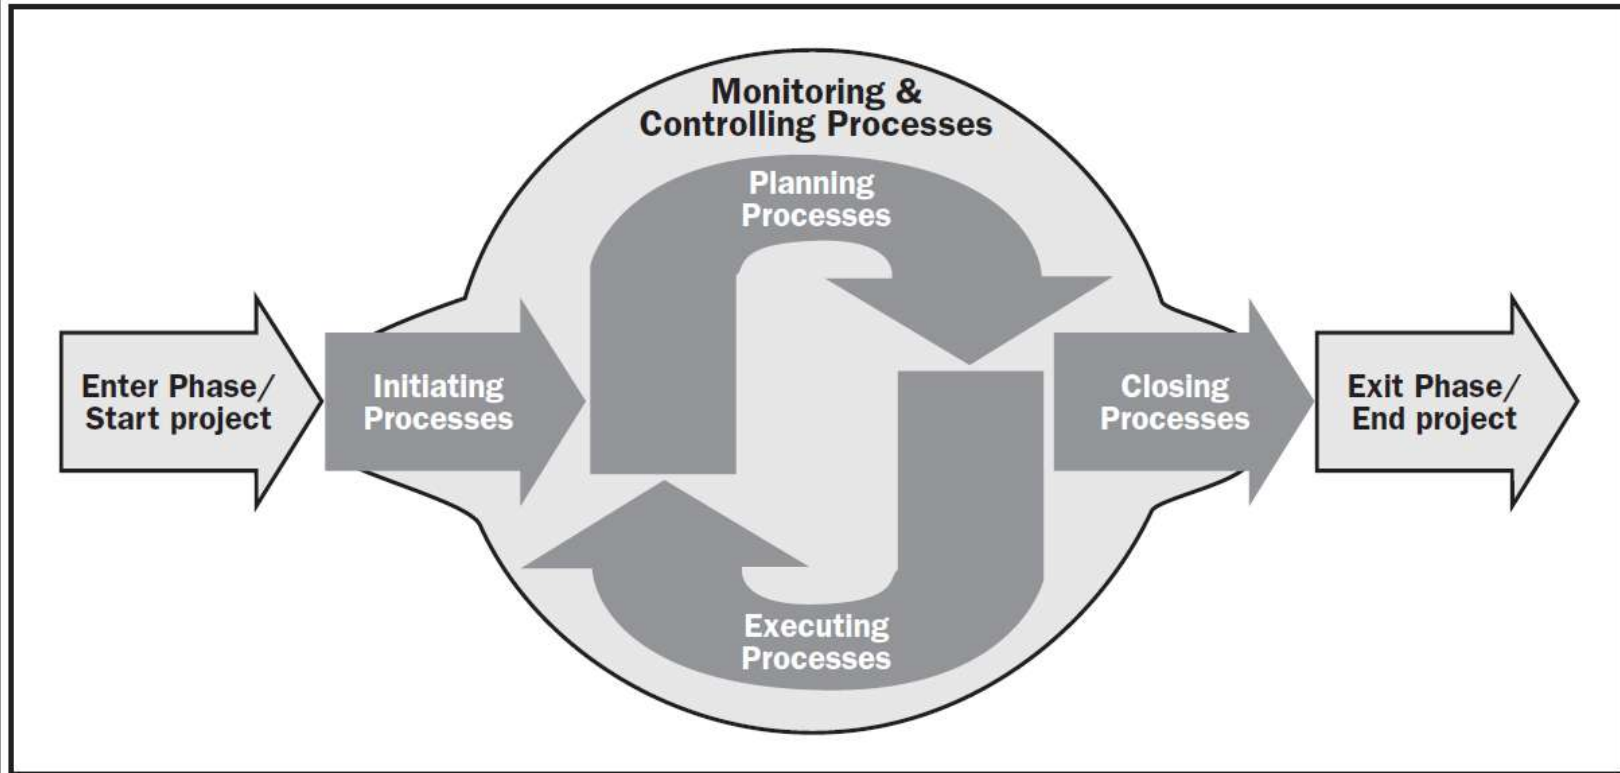 Monitoring &
Controlling Processes
Planning
Processes
Enter Phase/
Start project
Initiating
Processes
Closing
Processes
Exit Phase/
End project
Executing
Processes